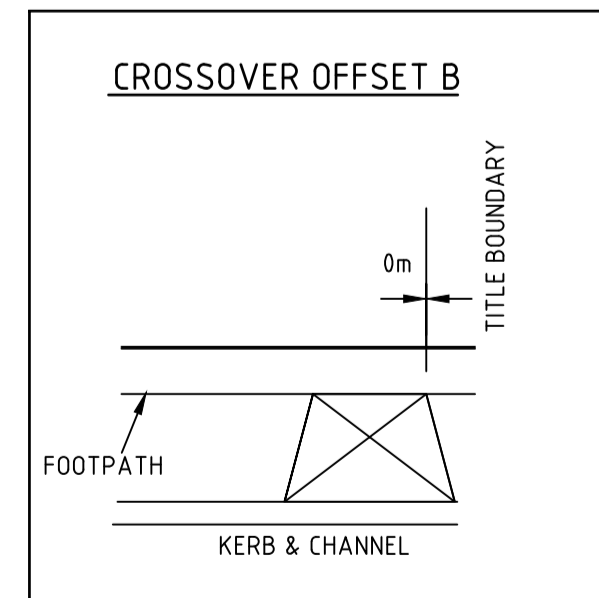 CROSSOVER OFFSET B
TITLE BOUNDARY
0m
FOOTPATH
KERB & CHANNEL